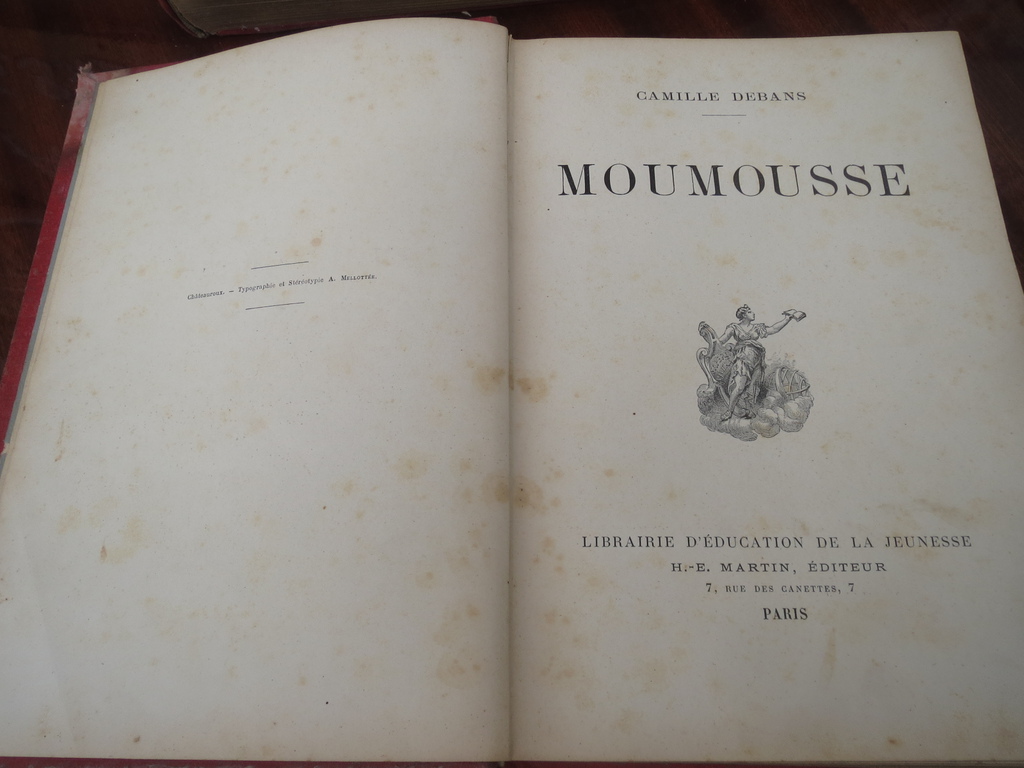 Châteauroux. — Typographie et Stéréotypie A. MELLOTTÉE.
CAMILLE DEBANS
MOUMOUSSE
LIBRAIRIE D'ÉDUCATION DE LA JEUNESSE
H.-E. MARTIN, ÉDITEUR
7, RUE DES CANETTES, 7
PARIS